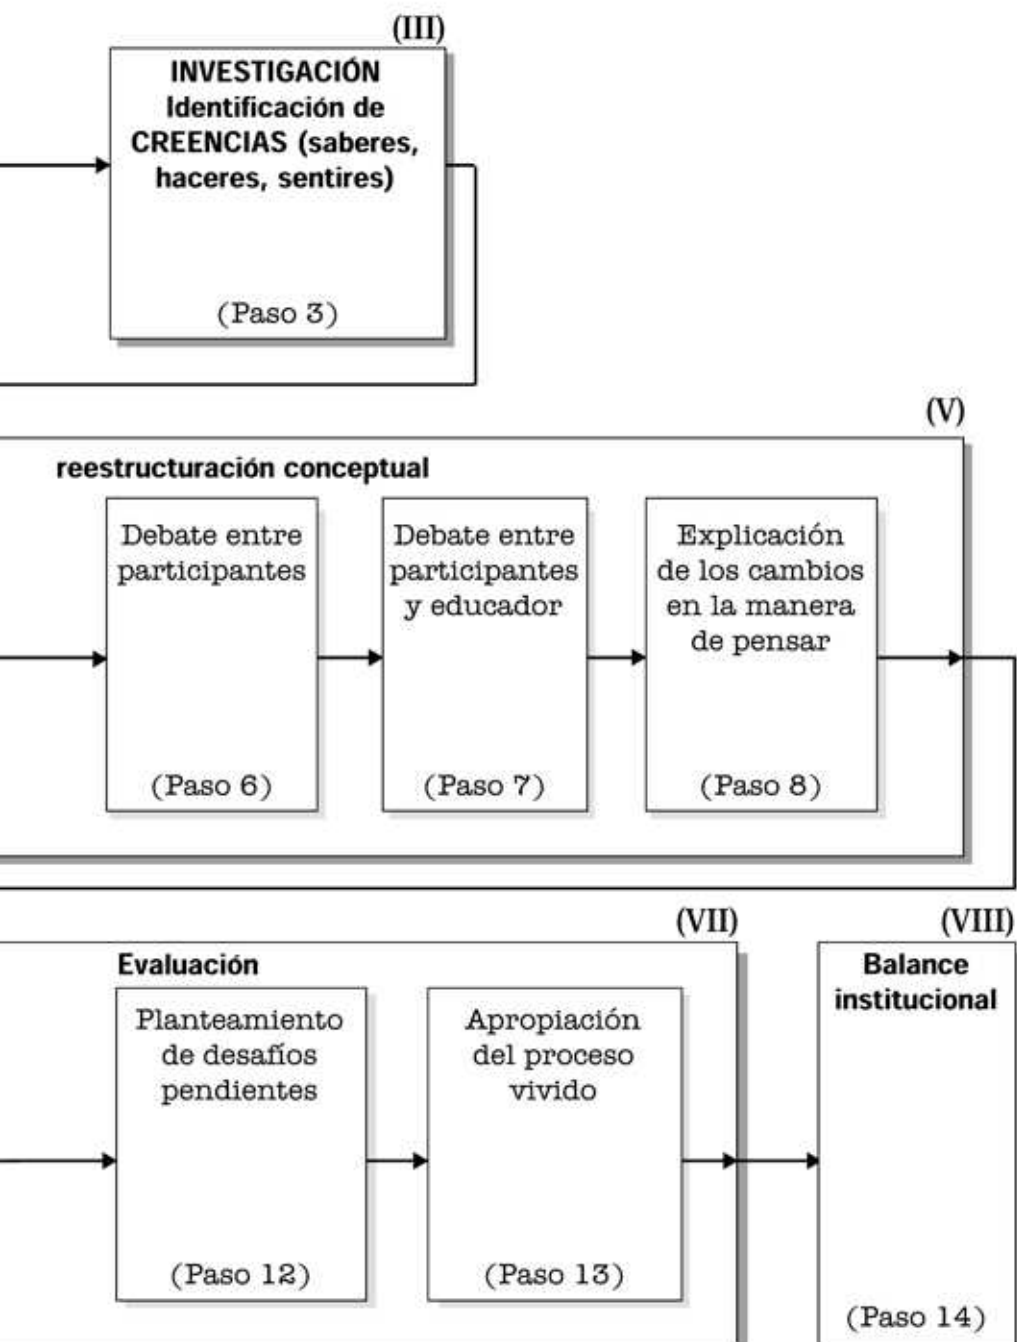 (III)
INVESTIGACIÓN
Identificación de
CREENCIAS (saberes,
haceres, sentires)
(Paso 3)
(V)
reestructuración conceptual
Debate entre
participantes
(Paso 6)
Debate entre
participantes
y educador
(Paso 7)
Explicación
de los cambios
en la manera
de pensar
(Paso 8)
(VII)
Evaluación
Planteamiento
de desafíos
pendientes
(Paso 12)
Apropiación
del proceso
vivido
(Paso 13)
(VIII)
Balance
institucional
(Paso 14)